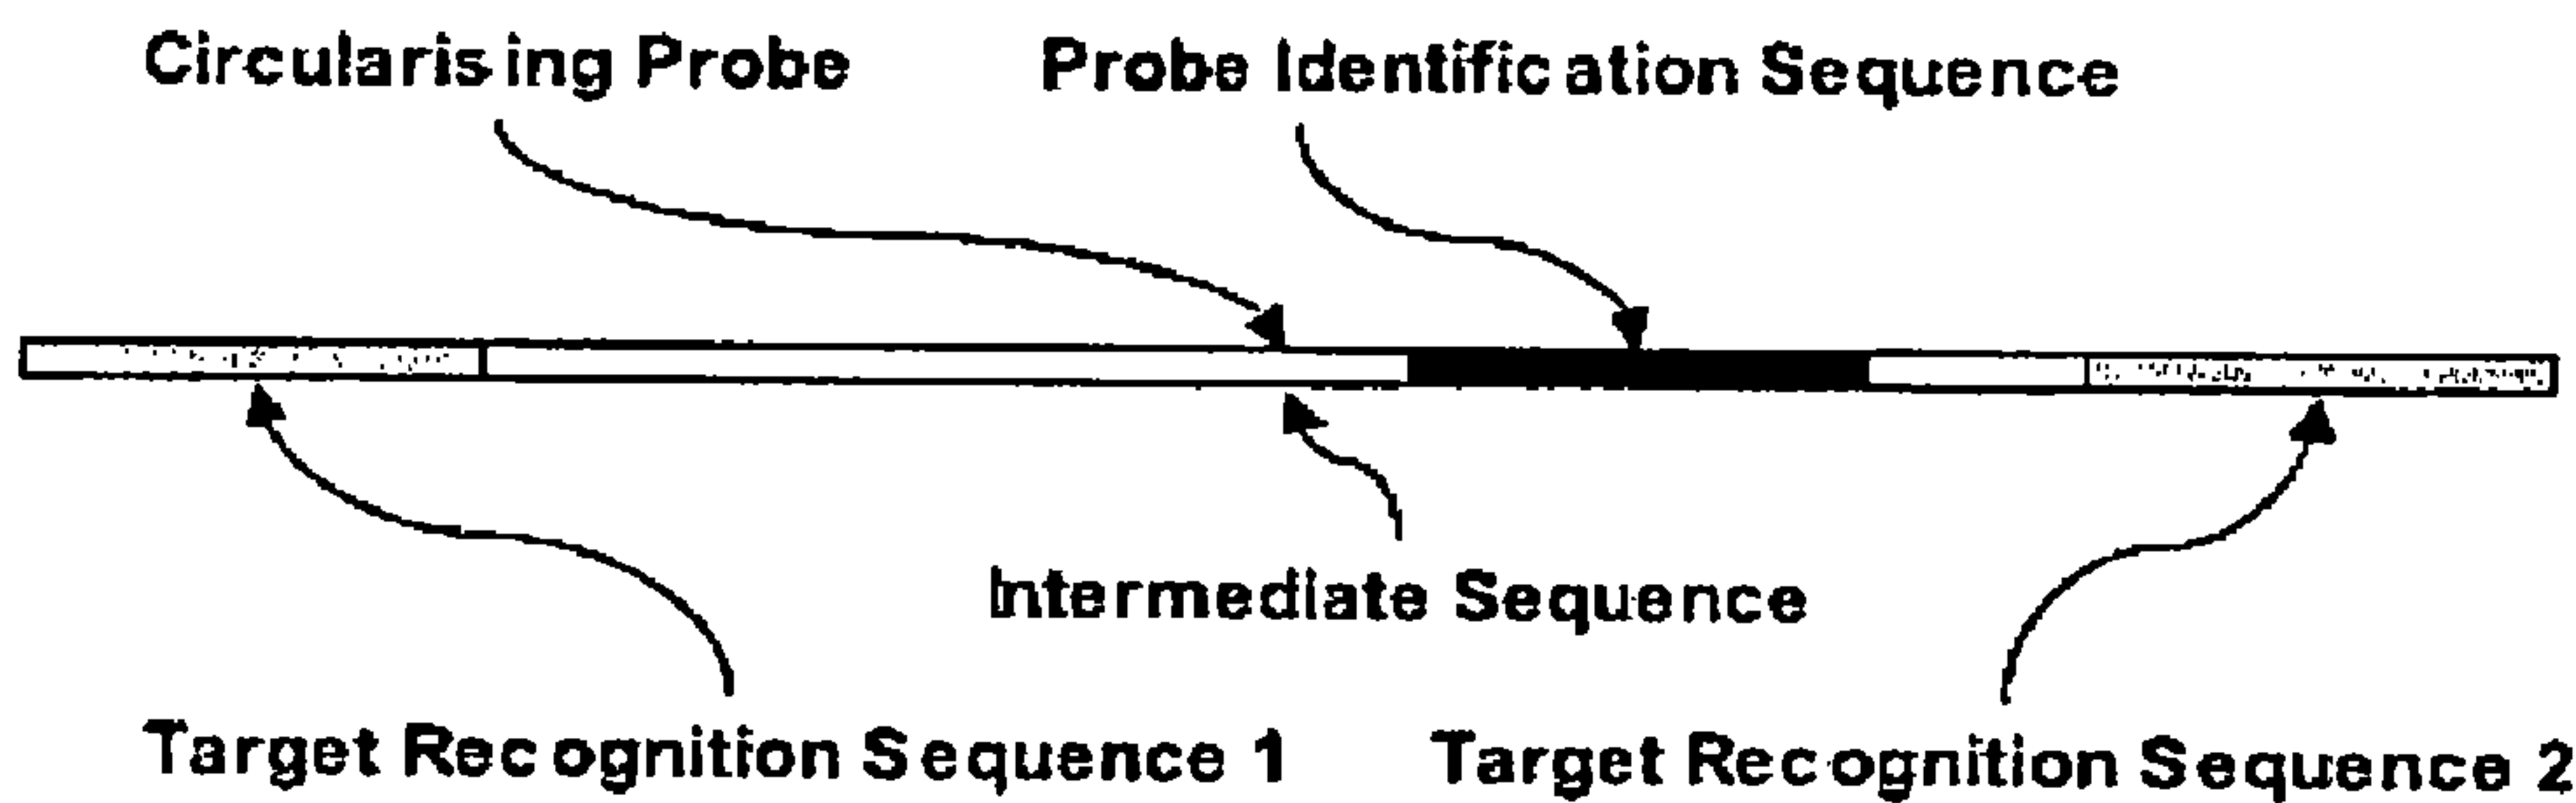 Circularising Probe
Probe Identification Sequence
Intermediate Sequence
Target Recognition Sequence 1
Target Recognition Sequence 2